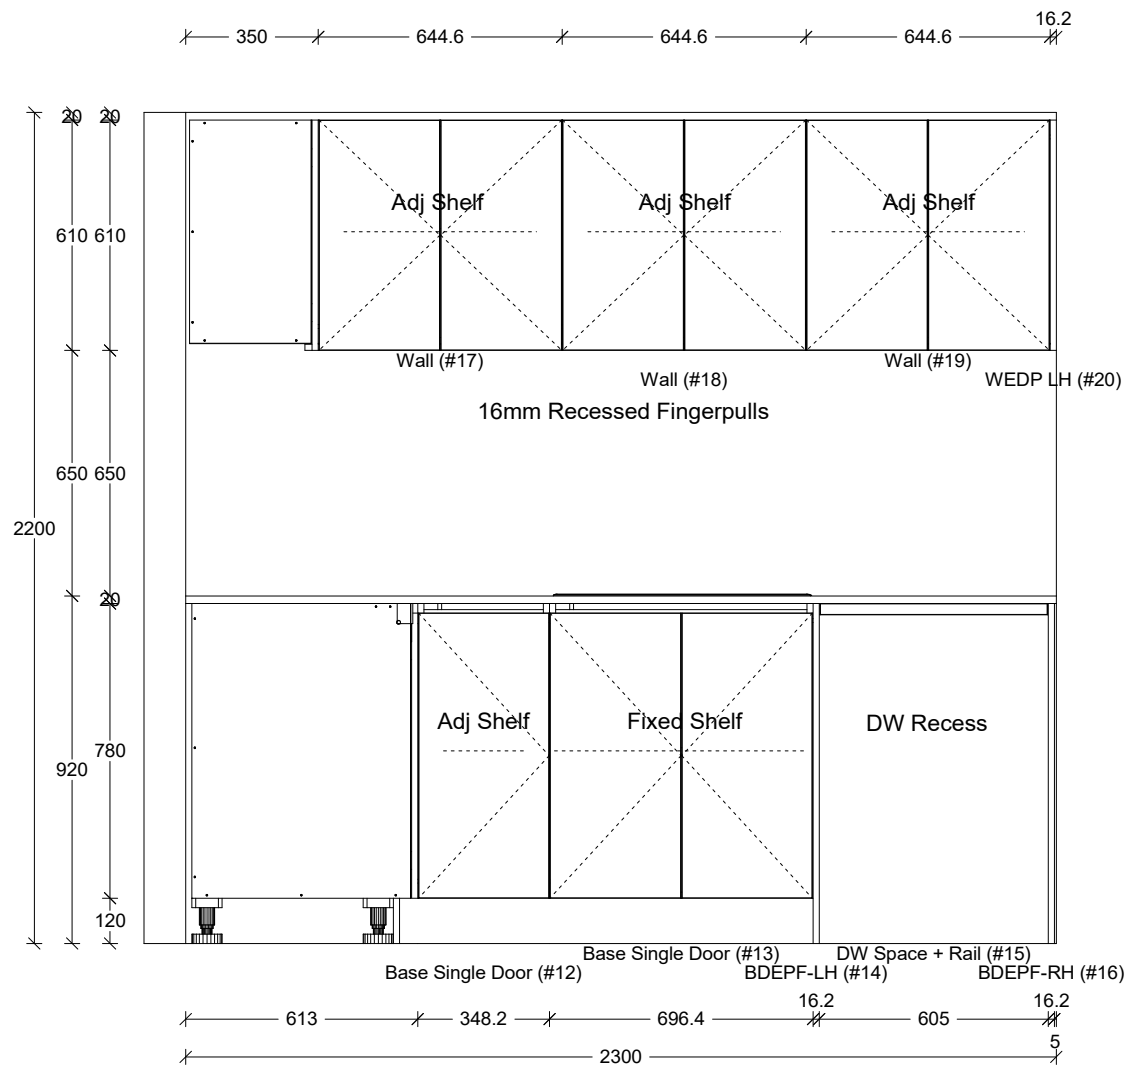 16.2
350 644.6 644.6 644.6
20 20
Adj Shelf Adj Shelf Adj Shelf
610 610
Wall (#17) Wall (#19)
Wall (#18) WEDP LH (#20)
16mm Recessed Fingerpulls
650 650
2200
20
Adj Shelf Fixed Shelf DW Recess
780
920
120
Base Single Door (#13) DW Space + Rail (#15)
Base Single Door (#12) BDEPF-LH (#14) BDEPF-RH (#16)
16.2 16.2
613 348.2 696.4 605
5
2300